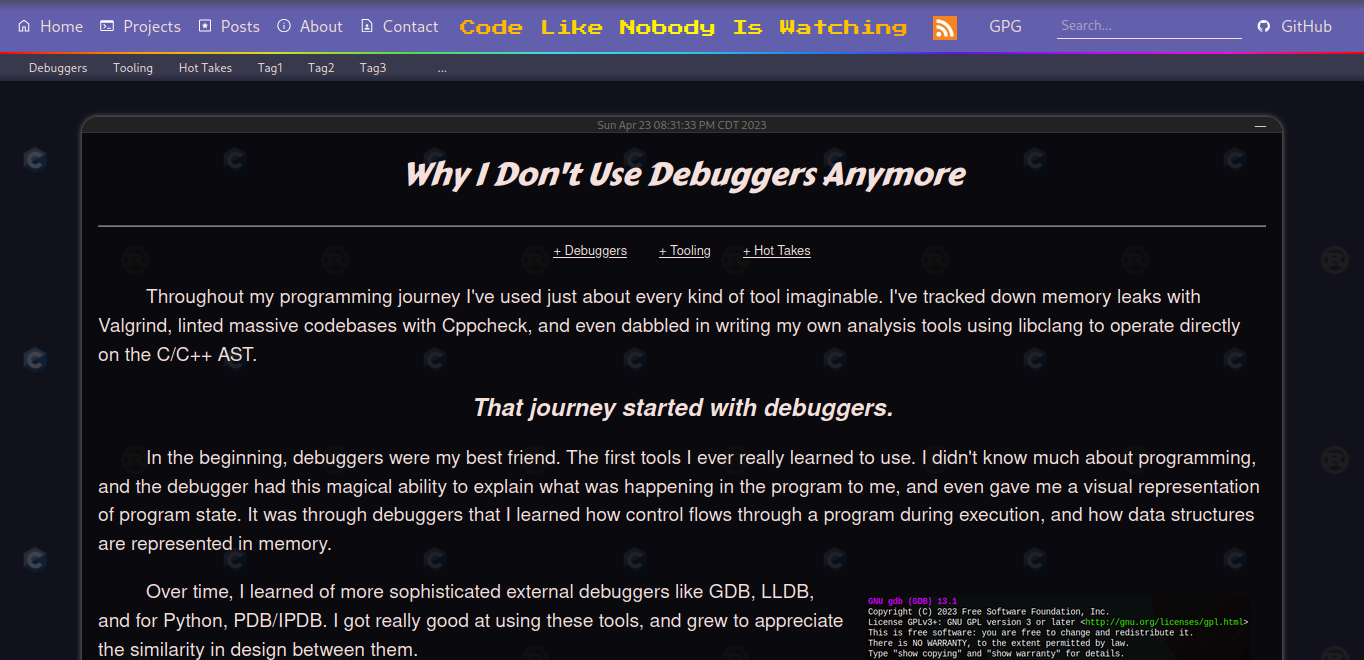 Home Projects Posts About Contact Code Like Nobody Is Watching GPG Search... GitHub
Debuggers Tooling Hot Takes Tag1 Tag2 Tag3 ...
Sun Apr 23 08:31:33 PM CDT 2023
Why I Don't Use Debuggers Anymore
+ Debuggers + Tooling + Hot Takes
Throughout my programming journey I've used just about every kind of tool imaginable. I've tracked down memory leaks with
Valgrind, linted massive codebases with Cppcheck, and even dabbled in writing my own analysis tools using libclang to operate directly
on the C/C++ AST.
That journey started with debuggers.
In the beginning, debuggers were my best friend. The first tools I ever really learned to use. I didn't know much about programming,
and the debugger had this magical ability to explain what was happening in the program to me, and even gave me a visual representation
of program state. It was through debuggers that I learned how control flows through a program during execution, and how data structures
are represented in memory.
Over time, I learned of more sophisticated external debuggers like GDB, LLDB,
and for Python, PDB/IPDB. I got really good at using these tools, and grew to appreciate
the similarity in design between them.
GNU gdb (GDB) 13.1
Copyright (C) 2023 Free Software Foundation, Inc.
License GPLv3+: GNU GPL version 3 or later <http://gnu.org/licenses/gpl.html>
This is free software: you are free to change and redistribute it.
There is NO WARRANTY, to the extent permitted by law.
Type "show copying" and "show warranty" for details.